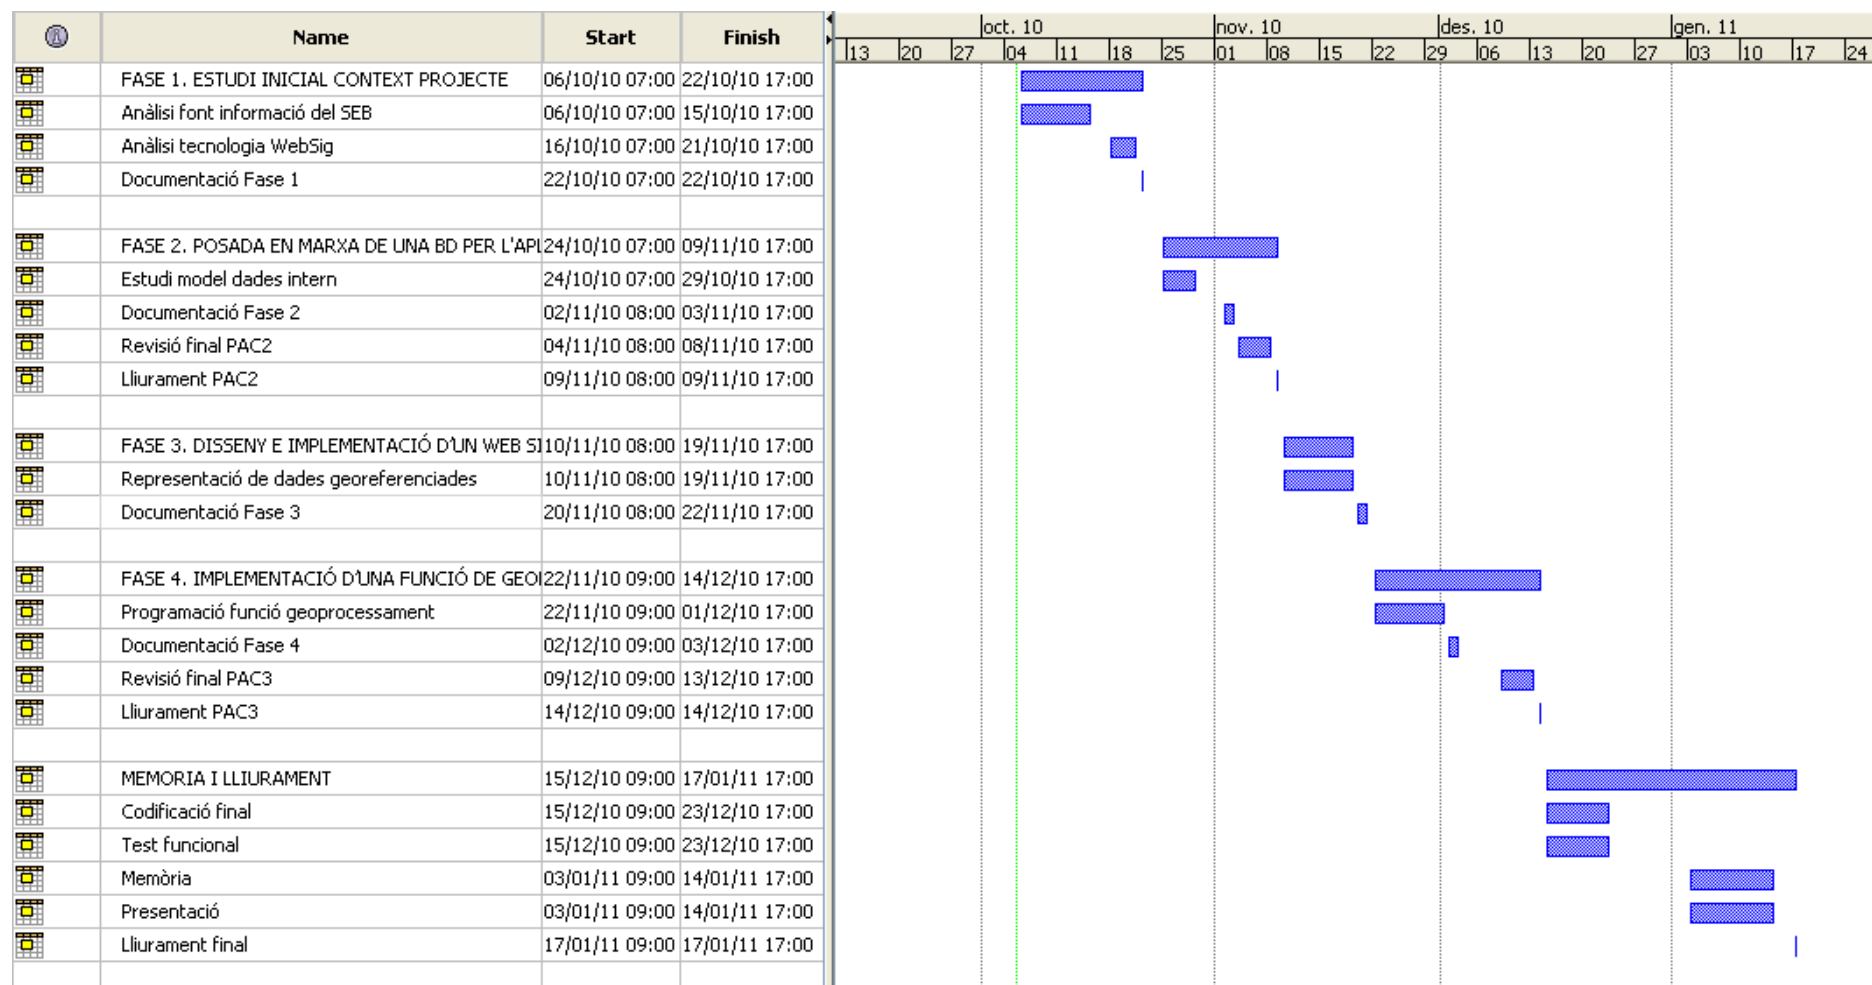 Name Start Finish
oct. 10 nov. 10 des. 10 gen. 11
13 20 27 04 11 18 25 01 08 15 22 29 06 13 20 27 03 10 17 24
FASE 1. ESTUDI INICIAL CONTEXT PROJECTE 06/10/10 07:00 22/10/10 17:00
Anàlisi font informació del SEB 06/10/10 07:00 15/10/10 17:00
Anàlisi tecnologia WebSig 16/10/10 07:00 21/10/10 17:00
Documentació Fase 1 22/10/10 07:00 22/10/10 17:00
FASE 2. POSADA EN MARXA DE UNA BD PER L'APL 24/10/10 07:00 09/11/10 17:00
Estudi model dades intern 24/10/10 07:00 29/10/10 17:00
Documentació Fase 2 02/11/10 08:00 03/11/10 17:00
Revisió final PAC2 04/11/10 08:00 08/11/10 17:00
Lliurament PAC2 09/11/10 08:00 09/11/10 17:00
FASE 3. DISSENY E IMPLEMENTACIÓ D'UN WEB SI 10/11/10 08:00 19/11/10 17:00
Representació de dades georeferenciades 10/11/10 08:00 19/11/10 17:00
Documentació Fase 3 20/11/10 08:00 22/11/10 17:00
FASE 4. IMPLEMENTACIÓ D'UNA FUNCIÓ DE GEO 22/11/10 09:00 14/12/10 17:00
Programació funció geoprocessament 22/11/10 09:00 01/12/10 17:00
Documentació Fase 4 02/12/10 09:00 03/12/10 17:00
Revisió final PAC3 09/12/10 09:00 13/12/10 17:00
Lliurament PAC3 14/12/10 09:00 14/12/10 17:00
MEMORIA I LLIURAMENT 15/12/10 09:00 17/01/11 17:00
Codificació final 15/12/10 09:00 23/12/10 17:00
Test funcional 15/12/10 09:00 23/12/10 17:00
Memòria 03/01/11 09:00 14/01/11 17:00
Presentació 03/01/11 09:00 14/01/11 17:00
Lliurament final 17/01/11 09:00 17/01/11 17:00